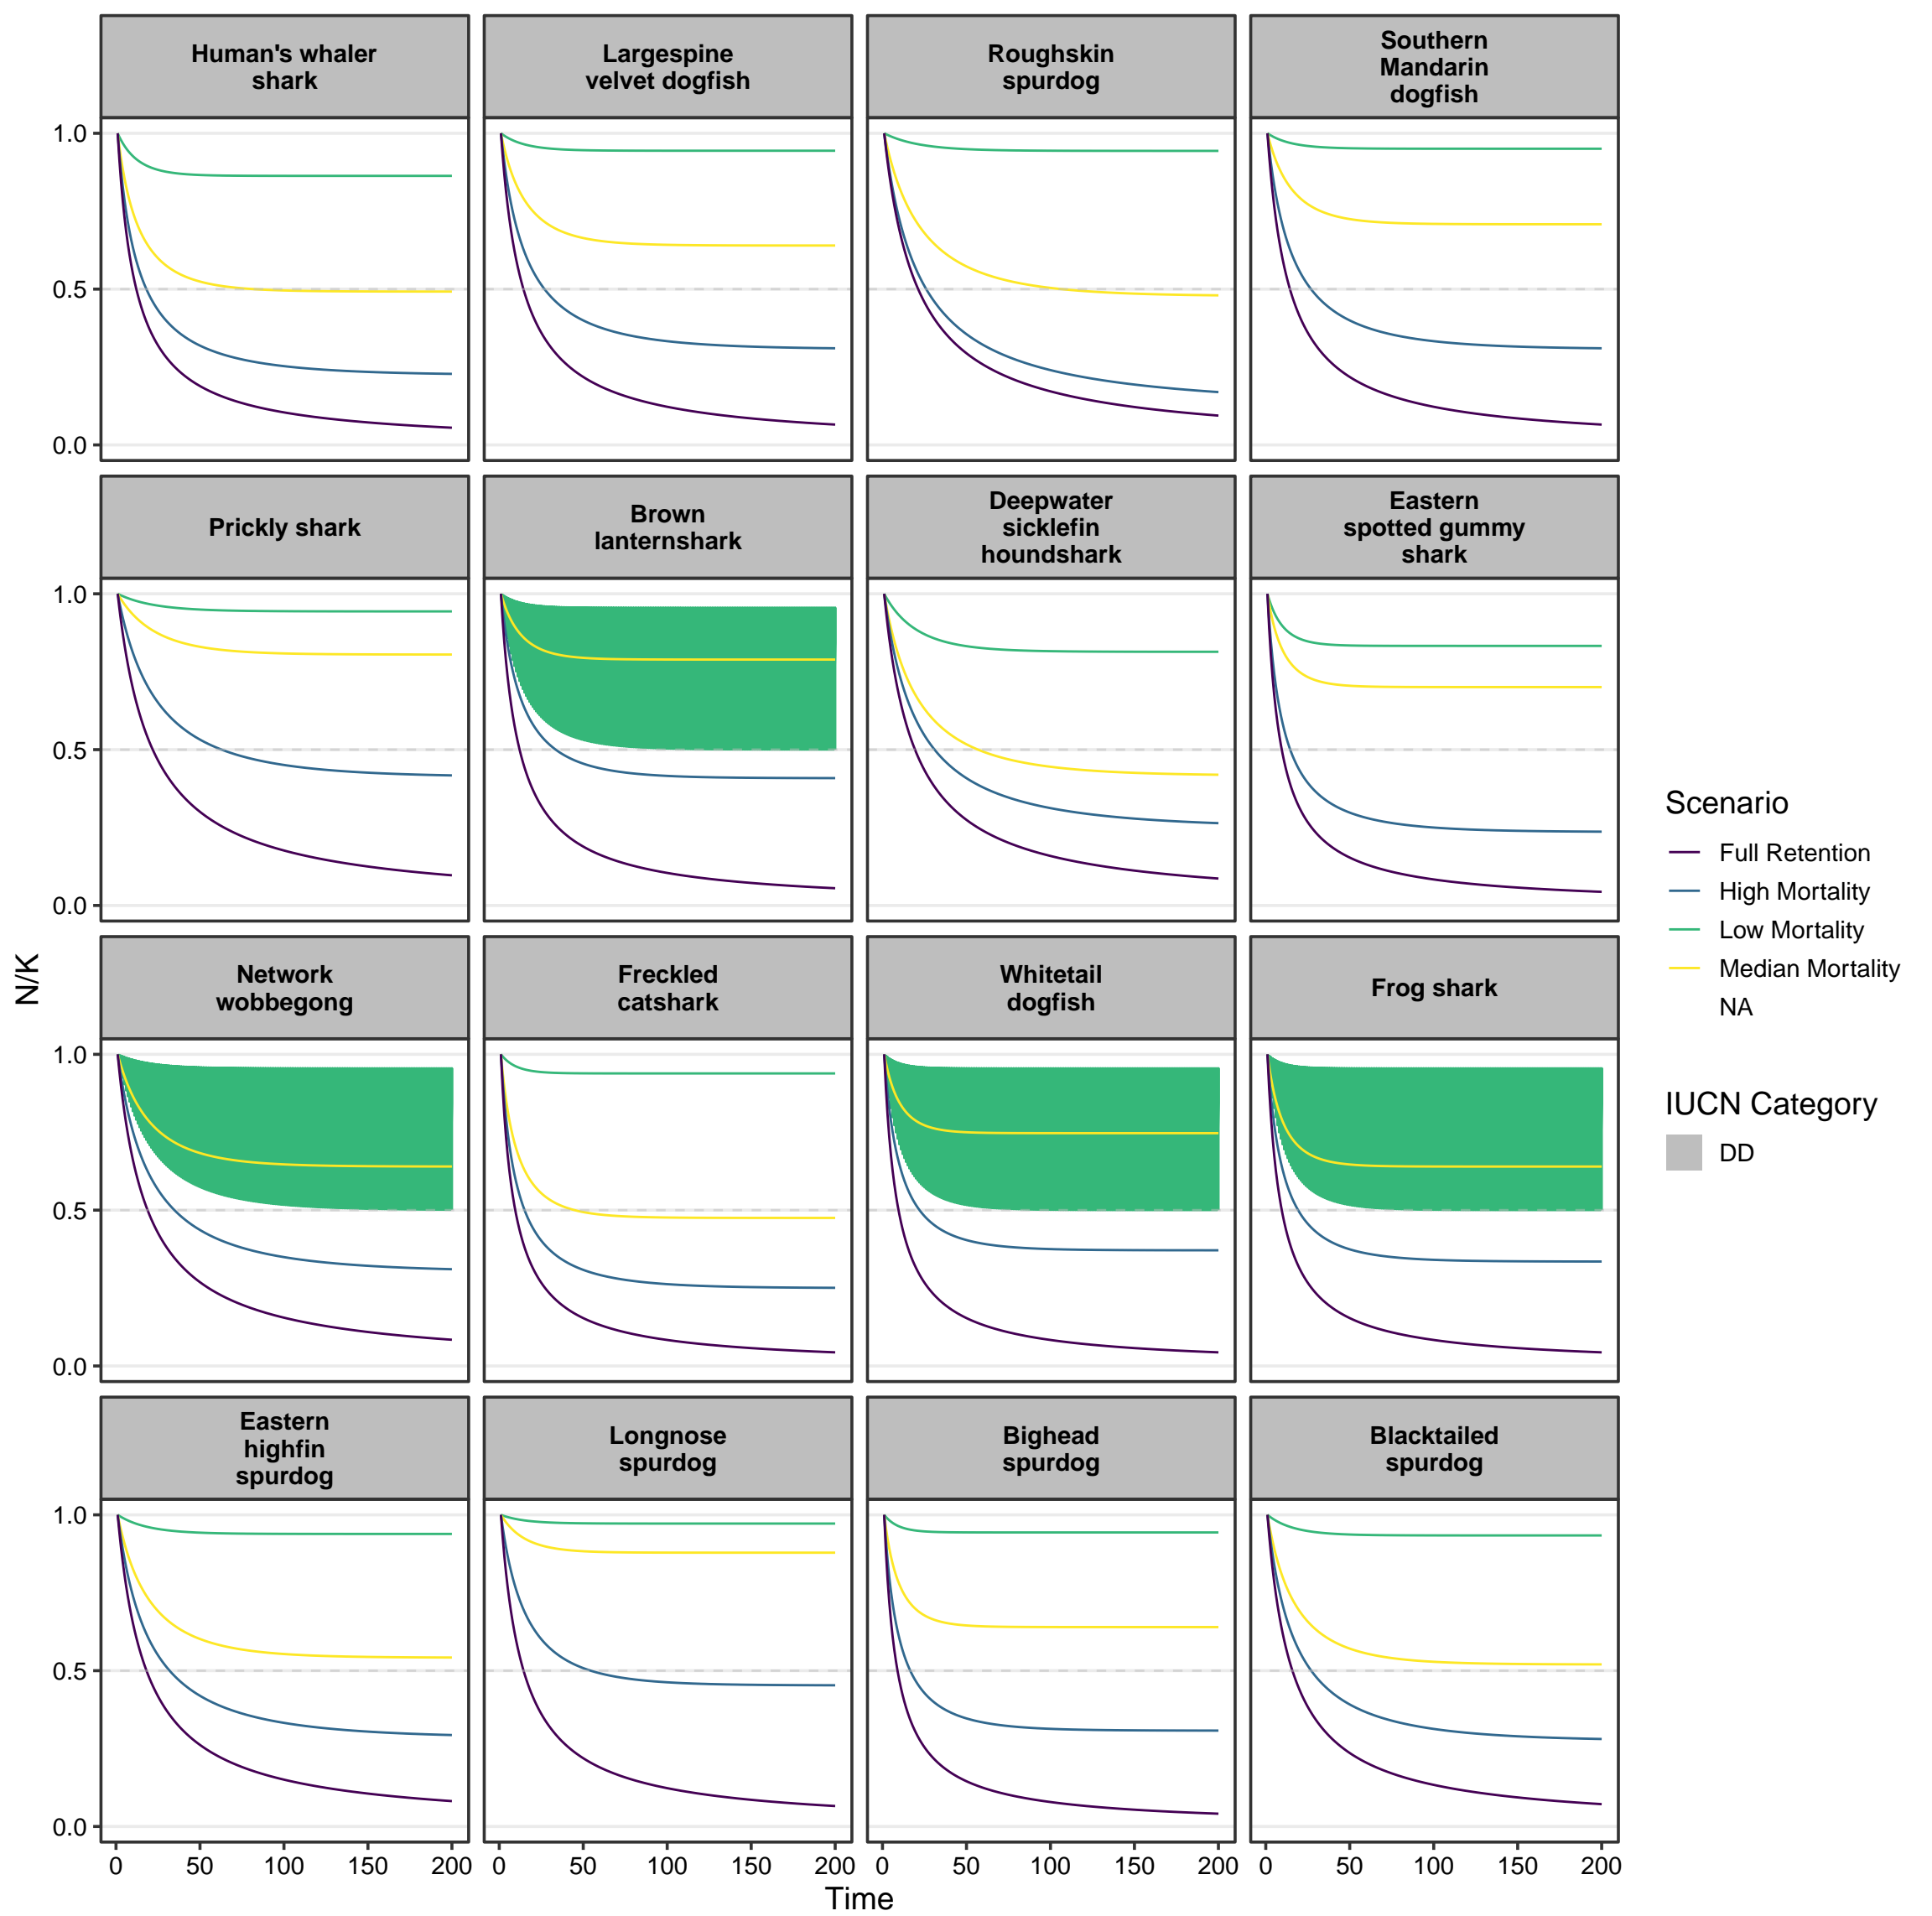 Human's whaler
shark
Largespine
velvet dogfish
Roughskin
spurdog
Southern
Mandarin
dogfish
1.0
0.5
0.0
Prickly shark
Brown
lanternshark
Deepwater
sicklefin
houndshark
Eastern
spotted gummy
shark
1.0
0.5
0.0
Network
wobbegong
Freckled
catshark
Whitetail
dogfish
Frog shark
1.0
0.5
0.0
Eastern
highfin
spurdog
Longnose
spurdog
Bighead
spurdog
Blacktailed
spurdog
1.0
0.5
0.0
0 50 100 150 200
0 50 100 150 200
0 50 100 150 200
0 50 100 150 200
Time
N/K
Scenario
Full Retention
High Mortality
Low Mortality
Median Mortality
NA
IUCN Category
DD